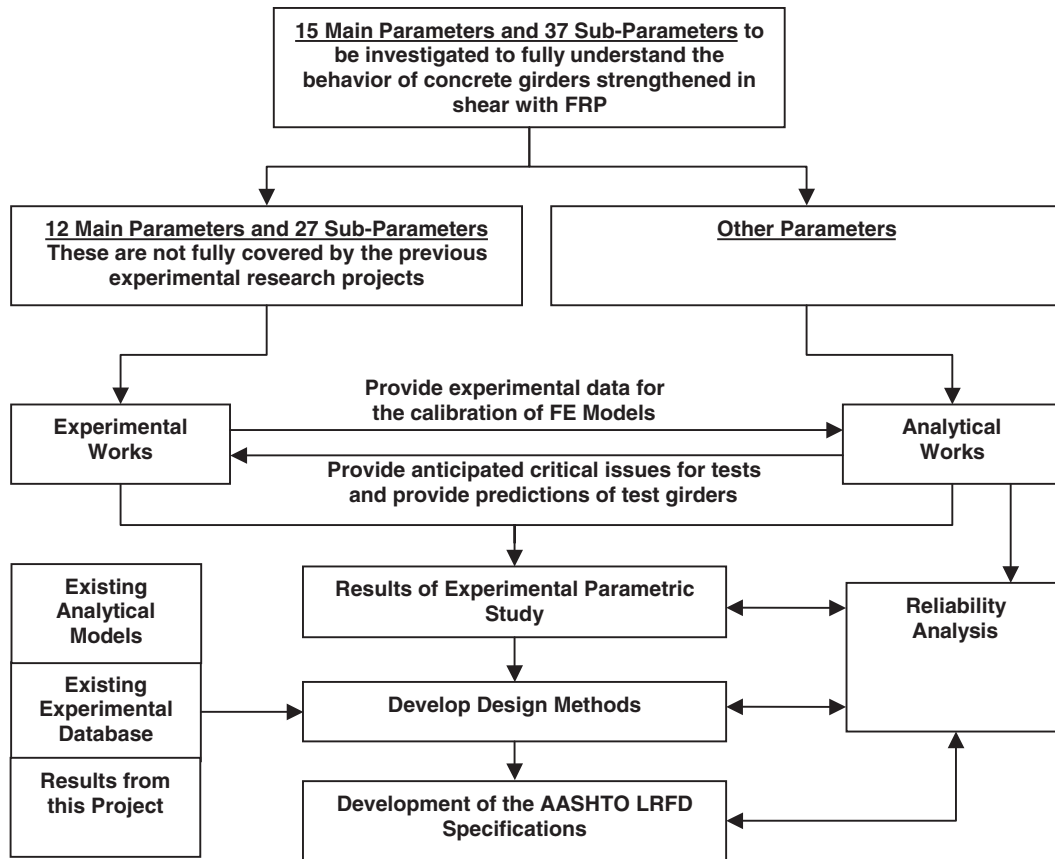 15 Main Parameters and 37 Sub-Parameters to
be investigated to fully understand the
behavior of concrete girders strengthened in
shear with FRP
12 Main Parameters and 27 Sub-Parameters
These are not fully covered by the previous
experimental research projects
Other Parameters
Provide experimental data for
the calibration of FE Models
Experimental
Works
Analytical
Works
Provide anticipated critical issues for tests
and provide predictions of test girders
Existing
Analytical
Models
Results of Experimental Parametric
Study
Reliability
Analysis
Existing
Experimental
Database
Develop Design Methods
Results from
this Project
Development of the AASHTO LRFD
Specifications